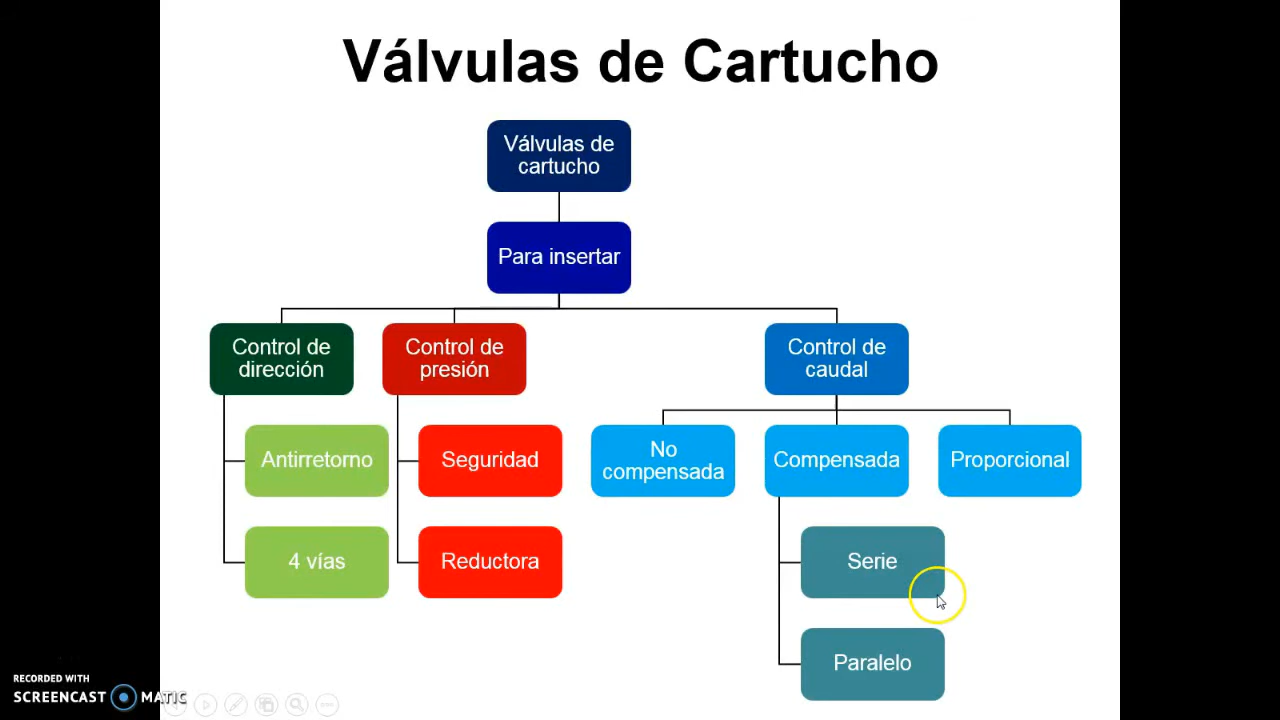 Válvulas de Cartucho
Válvulas de
cartucho
Para insertar
Control de
dirección
Control de
presión
Control de
caudal
Antirretorno
Seguridad
No
compensada
Compensada
Proporcional
4 vías
Reductora
Serie
Paralelo
RECORDED WITH
SCREENCAST MATIC